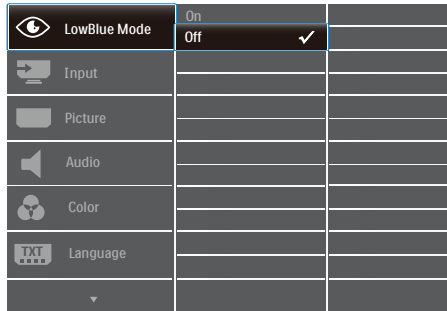 LowBlue Mode
On
Off
Input
Picture
Audio
Color
TXT
Language